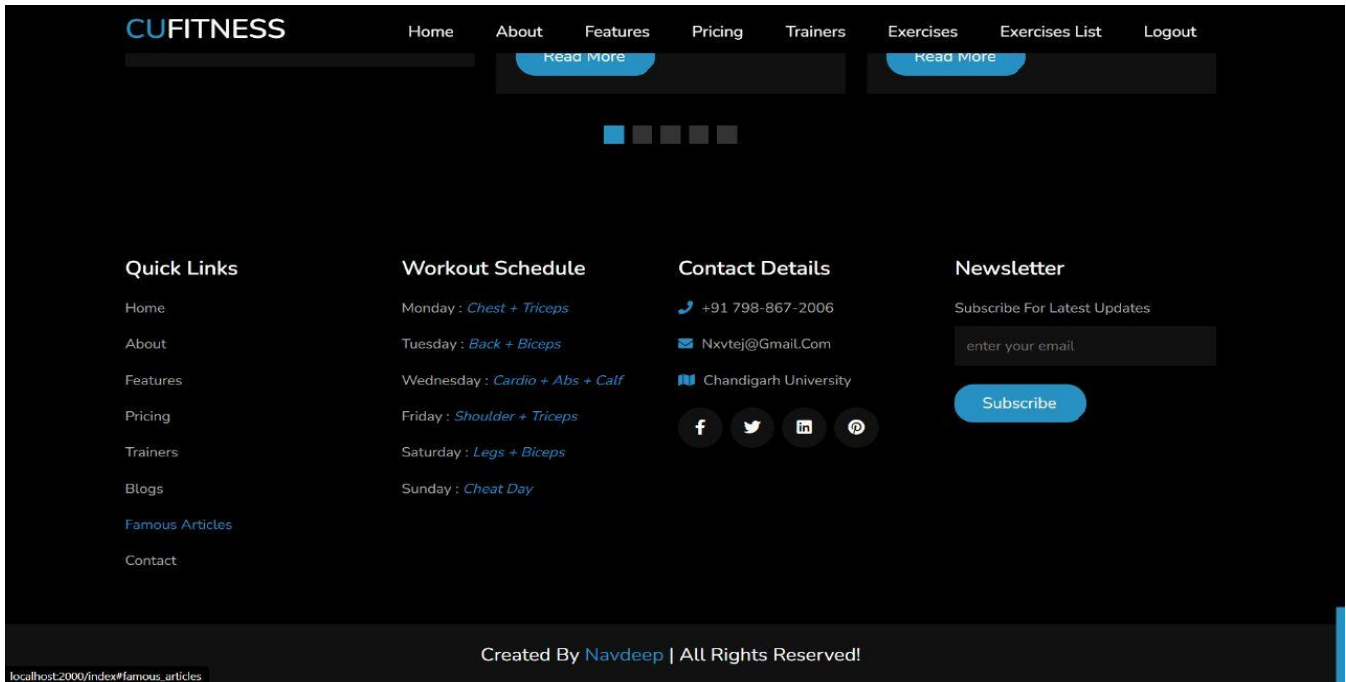 CUFITNESS
Home About Features Pricing Trainers Exercises Exercises List Logout
Read More Read More
Quick Links
Home
About
Features
Pricing
Trainers
Blogs
Famous Articles
Contact
Workout Schedule
Monday : Chest + Triceps
Tuesday : Back + Biceps
Wednesday : Cardio + Abs + Calf
Friday : Shoulder + Triceps
Saturday : Legs + Biceps
Sunday : Cheat Day
Contact Details
+91 798-867-2006
Nxvtej@Gmail.Com
Chandigarh University
Newsletter
Subscribe For Latest Updates
enter your email
Subscribe
Created By Navdeep | All Rights Reserved!
localhost:2000/index#famous_articles